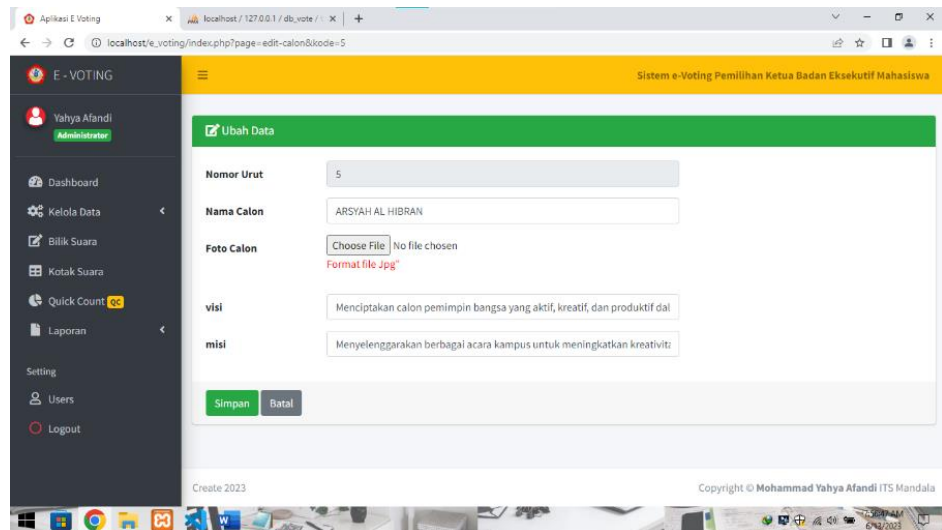 Aplikasi E Voting
localhost / 127.0.0.1 / db_vote /
localhost/e_voting/index.php?page=edit-calon&kode=5
E - VOTING
Sistem e-Voting Pemilihan Ketua Badan Eksekutif Mahasiswa
Yahya Afandi
Administrator
Dashboard
Kelola Data
Bilik Suara
Kotak Suara
Quick Count QC
Laporan
Setting
Users
Logout
Ubah Data
Nomor Urut 5
Nama Calon ARSYAH AL HIBRAN
Foto Calon Choose File No file chosen
Format file Jpg"
visi Menciptakan calon pemimpin bangsa yang aktif, kreatif, dan produktif dal
misi Menyelenggarakan berbagai acara kampus untuk meningkatkan kreativita
Simpan Batal
Create 2023 Copyright © Mohammad Yahya Afandi ITS Mandala